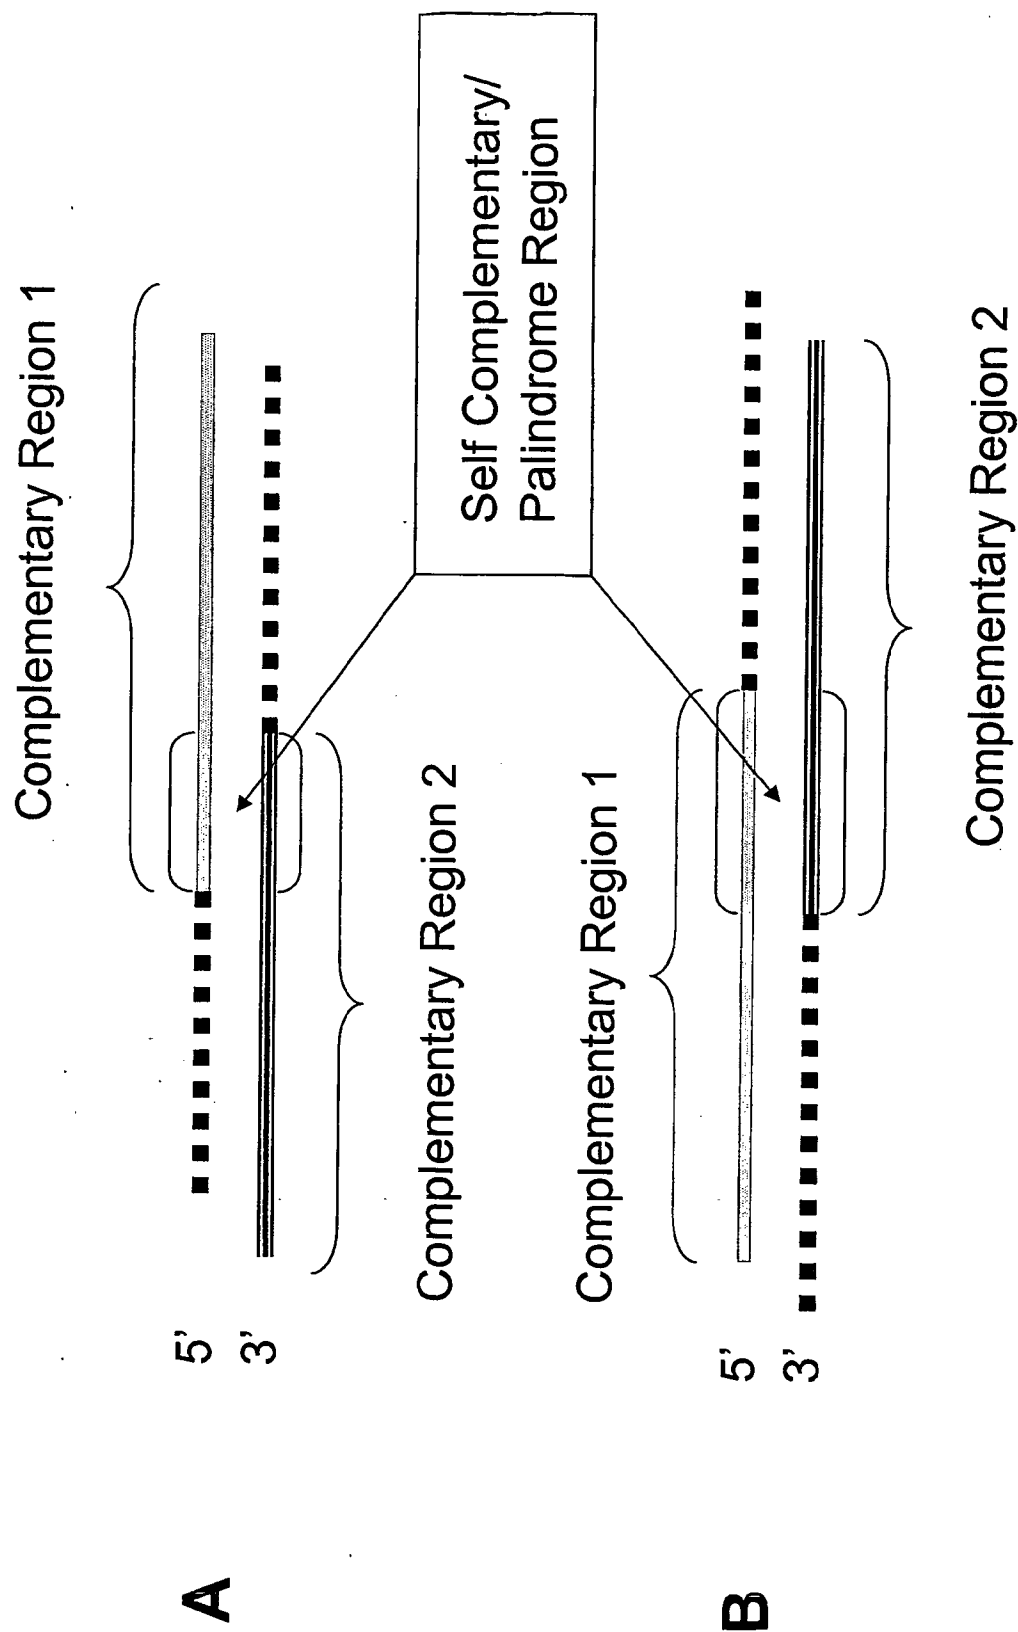 A
5'
3'
Complementary Region 1
Complementary Region 2
Self Complementary/
Palindrome Region
B
5'
3'
Complementary Region 1
Complementary Region 2